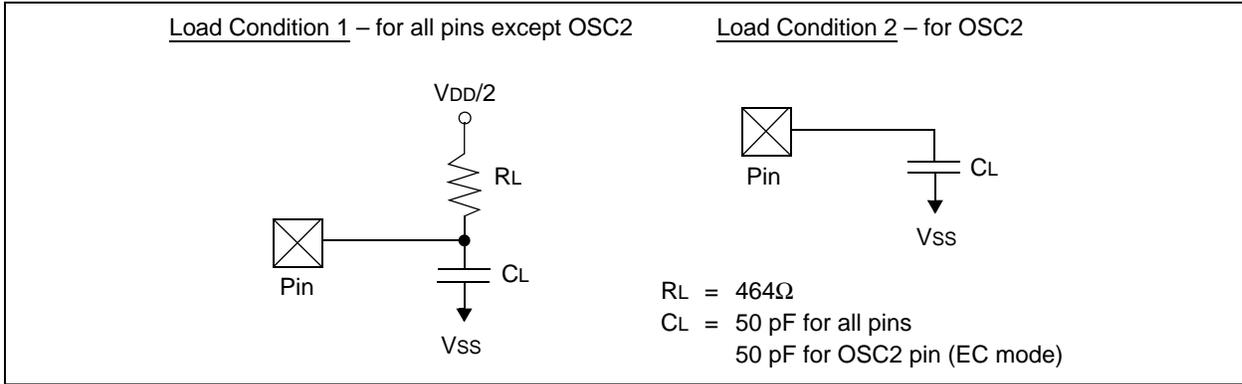 Load Condition 1 – for all pins except OSC2
VDD/2
RL
Pin
CL
VSS
Load Condition 2 – for OSC2
Pin
CL
VSS
RL = 464Ω
CL = 50 pF for all pins
50 pF for OSC2 pin (EC mode)